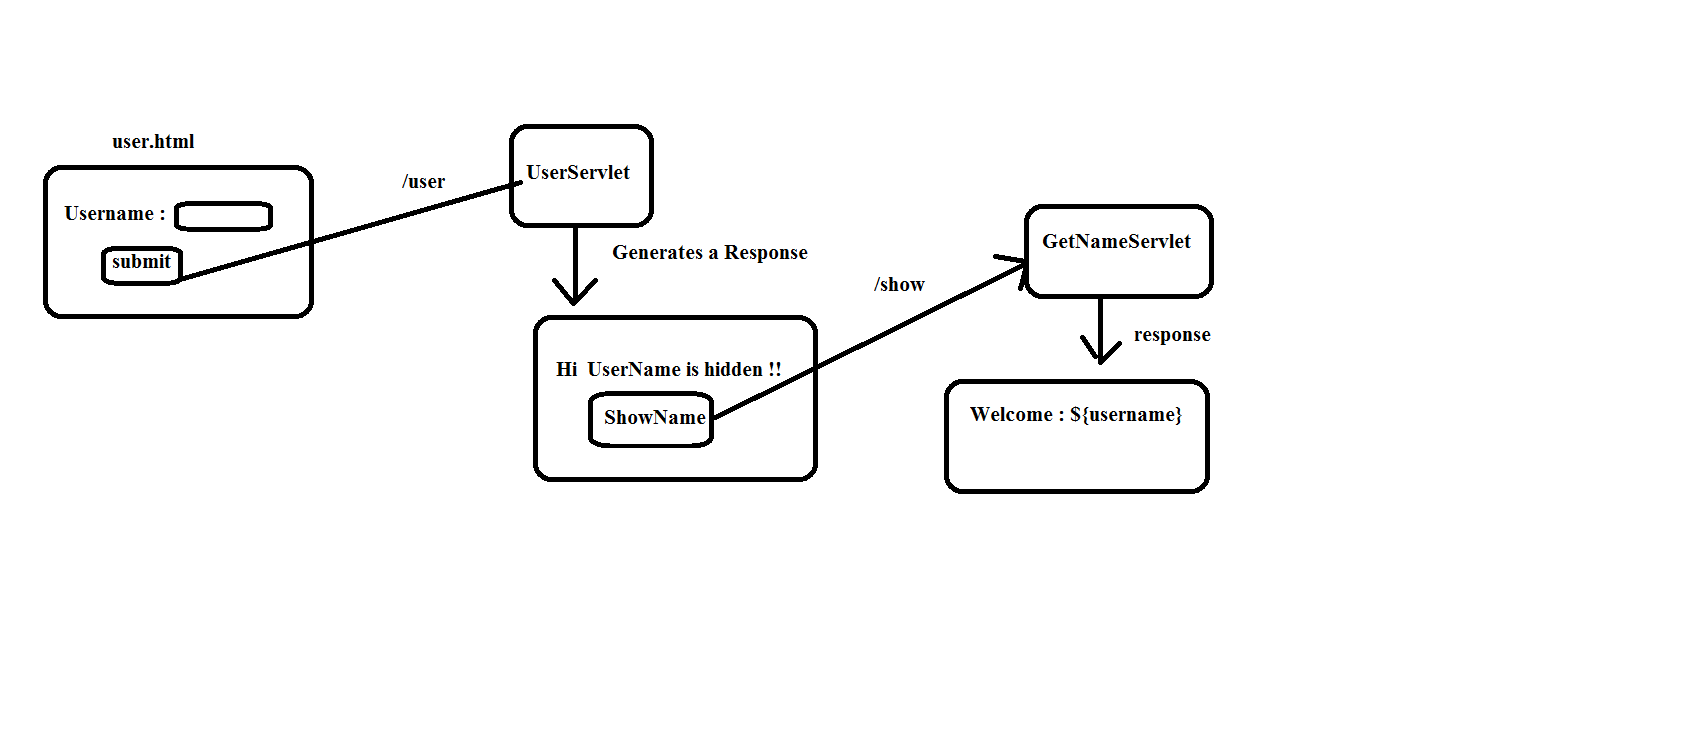 user.html
Username :
submit
/user
UserServlet
Generates a Response
Hi  UserName is hidden !!
ShowName
/show
GetNameServlet
response
Welcome : ${username}